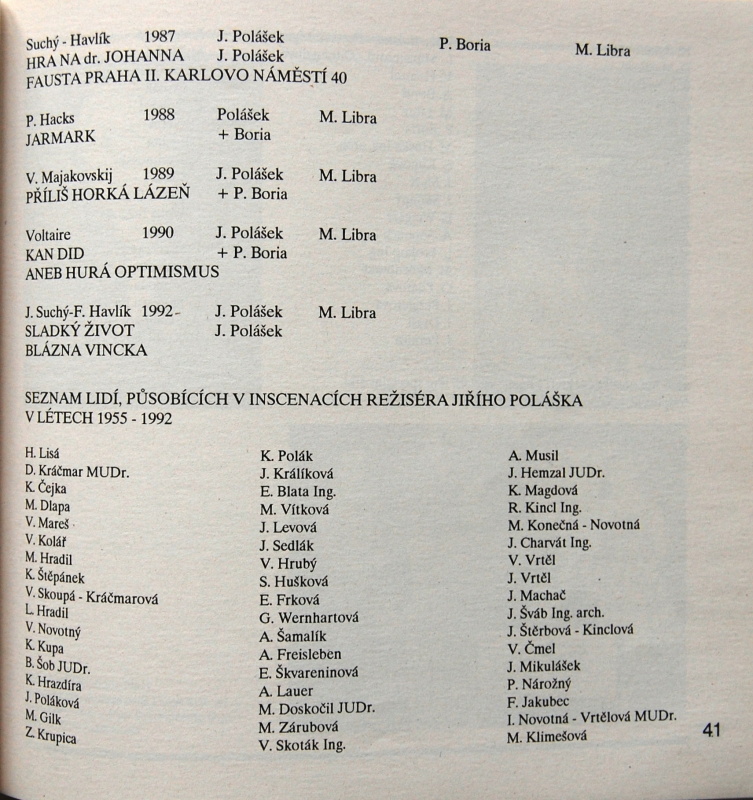 Suchý - Havlík 1987 J. Polášek P. Boria M. Libra
HRA NA dr. JOHANNA J. Polášek
FAUSTA PRAHA II. KARLOVO NÁMĚSTÍ 40
P. Hacks 1988 Polášek M. Libra
JARMARK + Boria
V. Majakovskij 1989 J. Polášek M. Libra
PŘÍLIŠ HORKÁ LÁZEŇ + P. Boria
Voltaire 1990 J. Polášek M. Libra
KAN DID + P. Boria
ANEB HURÁ OPTIMISMUS
J. Suchý-F. Havlík 1992 J. Polášek M. Libra
SLADKÝ ŽIVOT J. Polášek
BLÁZNA VINCKA
SEZNAM LIDÍ, PŮSOBÍCÍCH V INSCENACÍCH REŽISÉRA JIŘÍHO POLÁŠKA
V LÉTECH 1955 - 1992
H. Lisá
D. Kráčmar MUDr.
K. Čejka
M. Dlapa
V. Mareš
V. Kolář
M. Hradil
K. Štěpánek
V. Skoupá - Kráčmarová
L. Hradil
V. Novotný
K. Kupa
B. Šob JUDr.
K. Hrazdíra
J. Poláková
M. Gilk
Z. Krupica
K. Polák
J. Králíková
E. Blata Ing.
M. Vítková
J. Levová
J. Sedlák
V. Hrubý
S. Hušková
E. Frková
G. Wernhartová
A. Šamalík
A. Freisleben
E. Škvareninová
A. Lauer
M. Doskočil JUDr.
M. Zárubová
V. Skoták Ing.
A. Musil
J. Hemzal JUDr.
K. Magdová
R. Kincl Ing.
M. Konečná - Novotná
J. Charvát Ing.
V. Vrtěl
J. Vrtěl
J. Machač
J. Šváb Ing. arch.
J. Štěrbová - Kinclová
V. Čmel
J. Mikulášek
P. Nárožný
F. Jakubec
I. Novotná - Vrtělová MUDr.
M. Klimešová
41